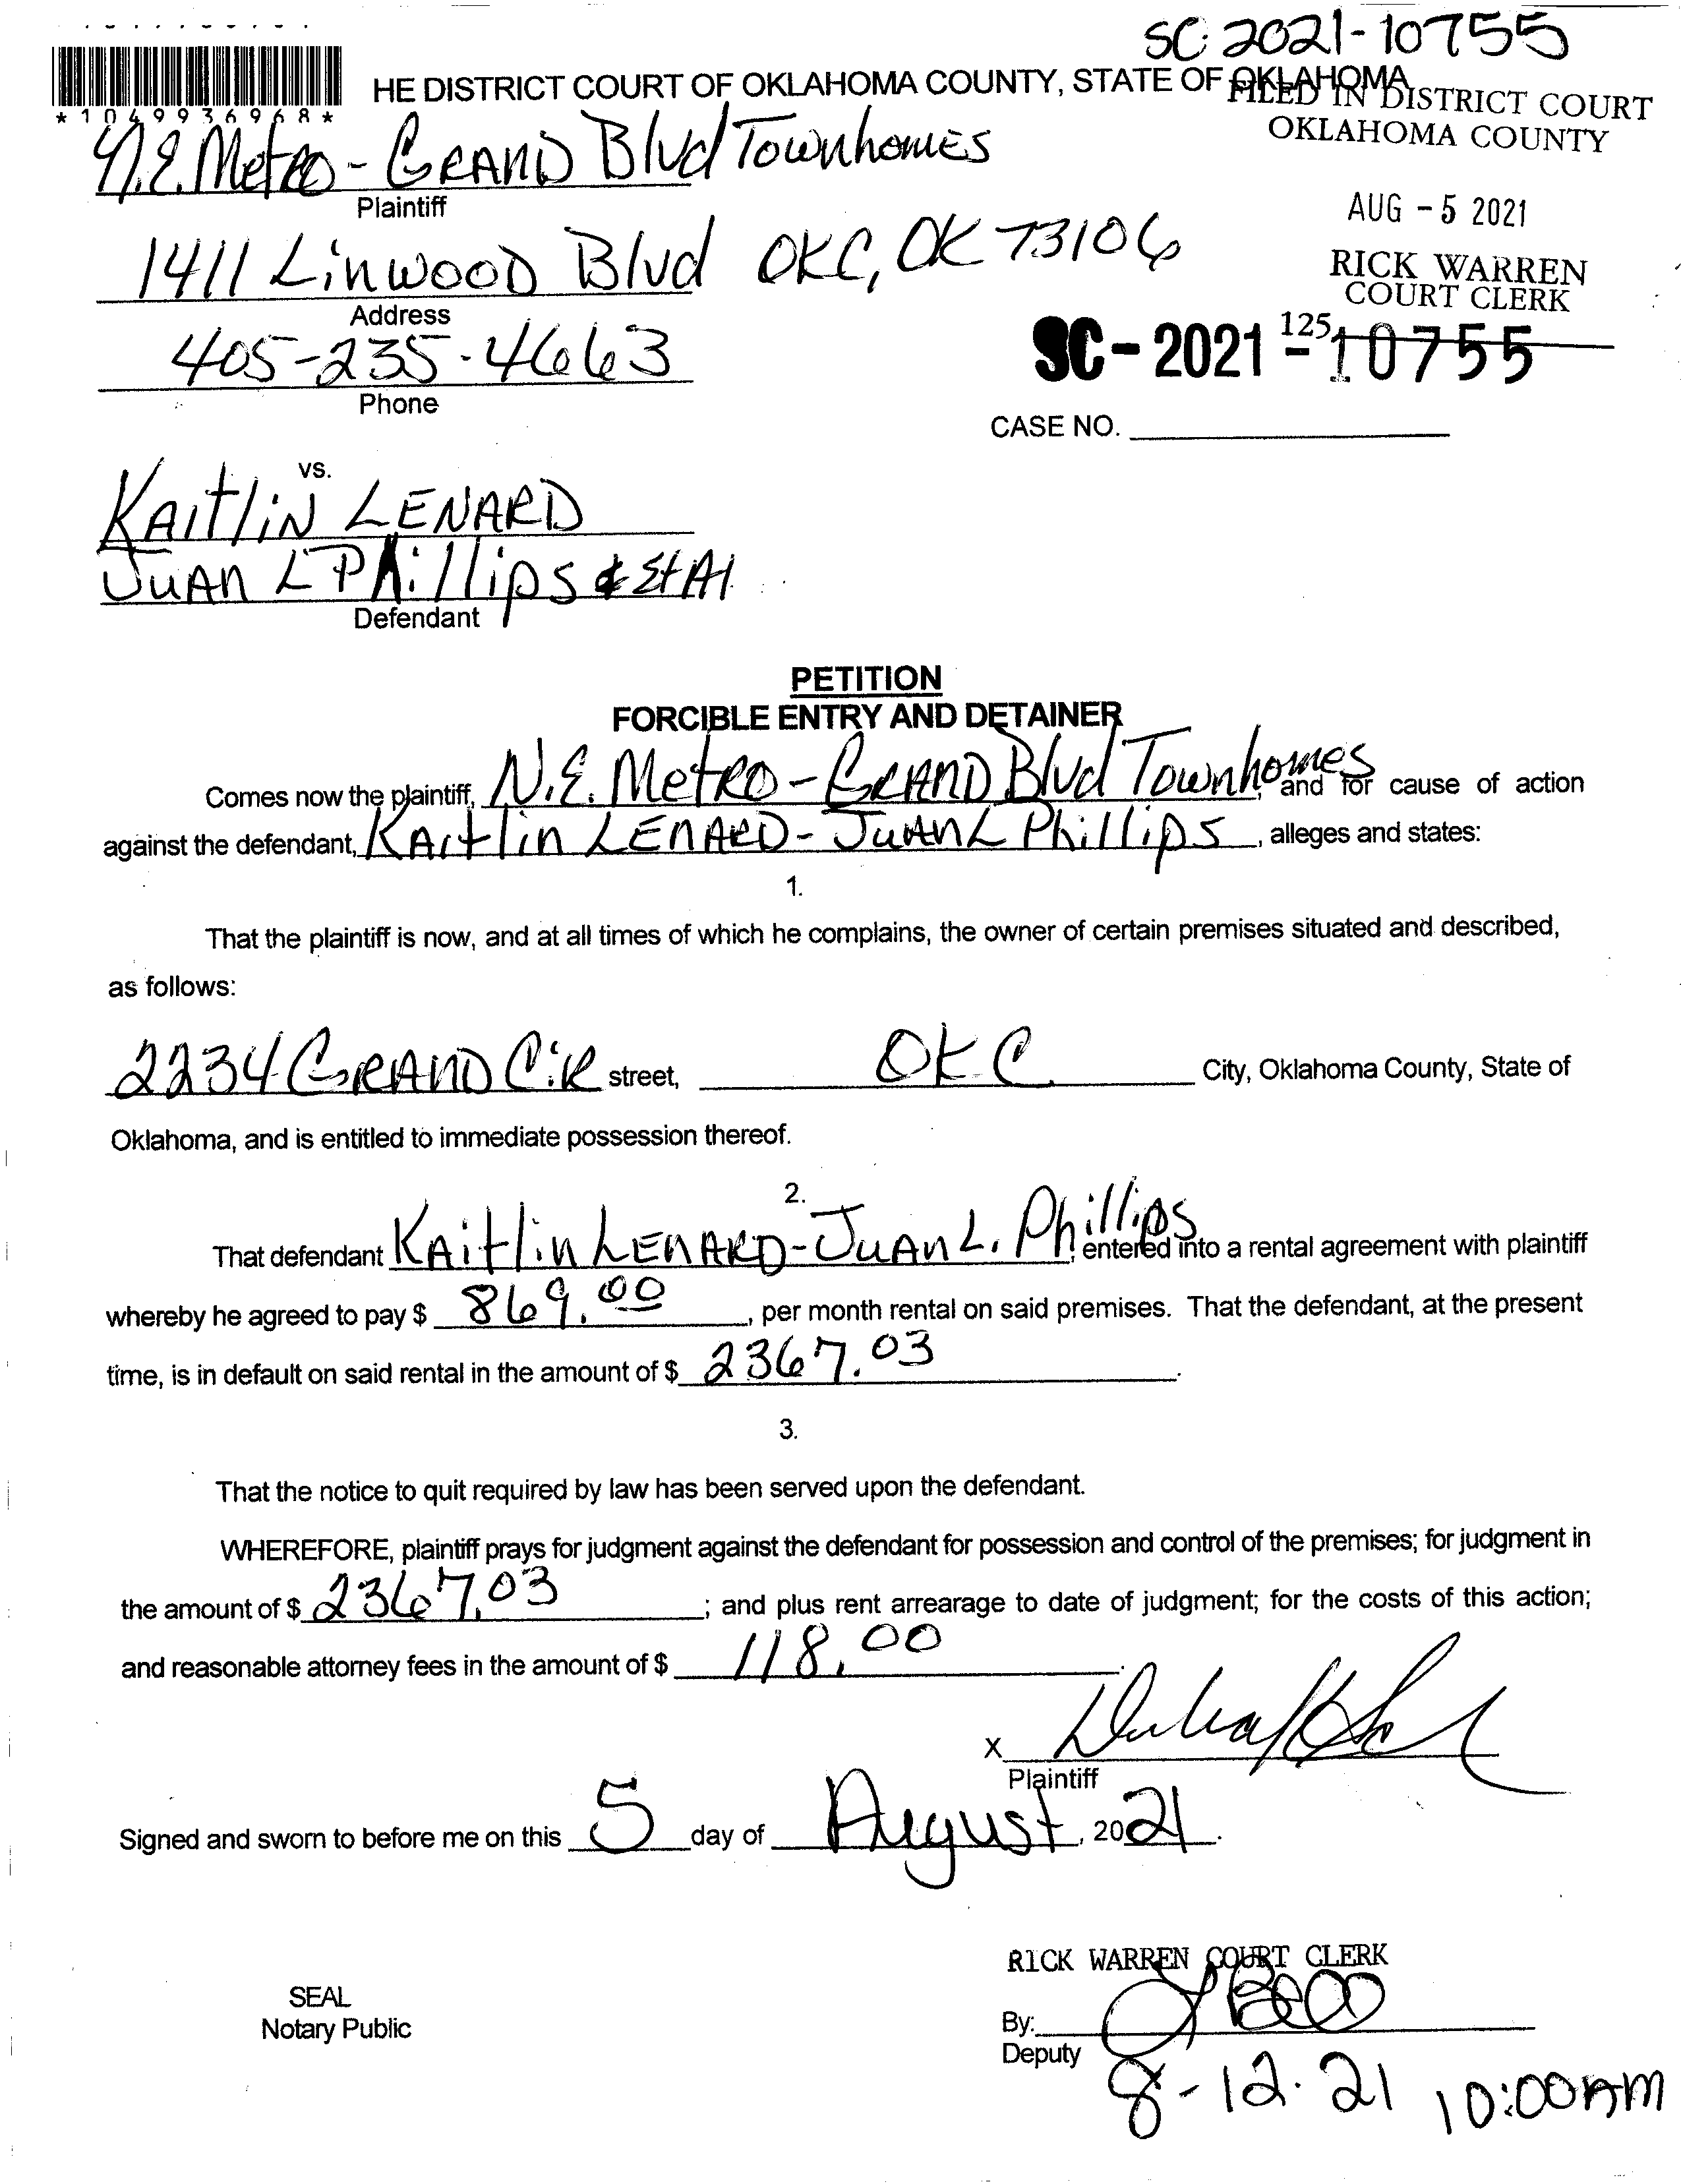 SC-2021-10755
HE DISTRICT COURT OF OKLAHOMA COUNTY, STATE OF OKLAHOMA
FILED IN DISTRICT COURT
OKLAHOMA COUNTY
*1049936968*
N.E. Metro - GRAND Blvd Townhomes
Plaintiff
AUG -5 2021
1411 Linwood Blvd OKC, OK 73106
RICK WARREN
COURT CLERK
Address
405-235-4663
125
SC-2021-10755
Phone
CASE NO.
vs.
KAItliN LENARD
JuAn L Phillips & Et Al
Defendant
PETITION
FORCIBLE ENTRY AND DETAINER
Comes now the plaintiff, N.E. Metro - GRAND Blvd Townhomes, and for cause of action
against the defendant, KAitlin LENARD - JuAn L Phillips, alleges and states:
1.
That the plaintiff is now, and at all times of which he complains, the owner of certain premises situated and described,
as follows:
2234 GRAND CiR street, OKC City, Oklahoma County, State of
Oklahoma, and is entitled to immediate possession thereof.
2.
That defendant KAitlin LENARD - JuAn L. Phillips, entered into a rental agreement with plaintiff
whereby he agreed to pay $ 869.00, per month rental on said premises. That the defendant, at the present
time, is in default on said rental in the amount of $ 2367.03.
3.
That the notice to quit required by law has been served upon the defendant.
WHEREFORE, plaintiff prays for judgment against the defendant for possession and control of the premises; for judgment in
the amount of $ 2367.03; and plus rent arrearage to date of judgment; for the costs of this action;
and reasonable attorney fees in the amount of $ 118.00.
X
Plaintiff
Signed and sworn to before me on this 5 day of August, 2021.
RICK WARREN COURT CLERK
SEAL
Notary Public
By:
Deputy
8-12-21 10:00AM